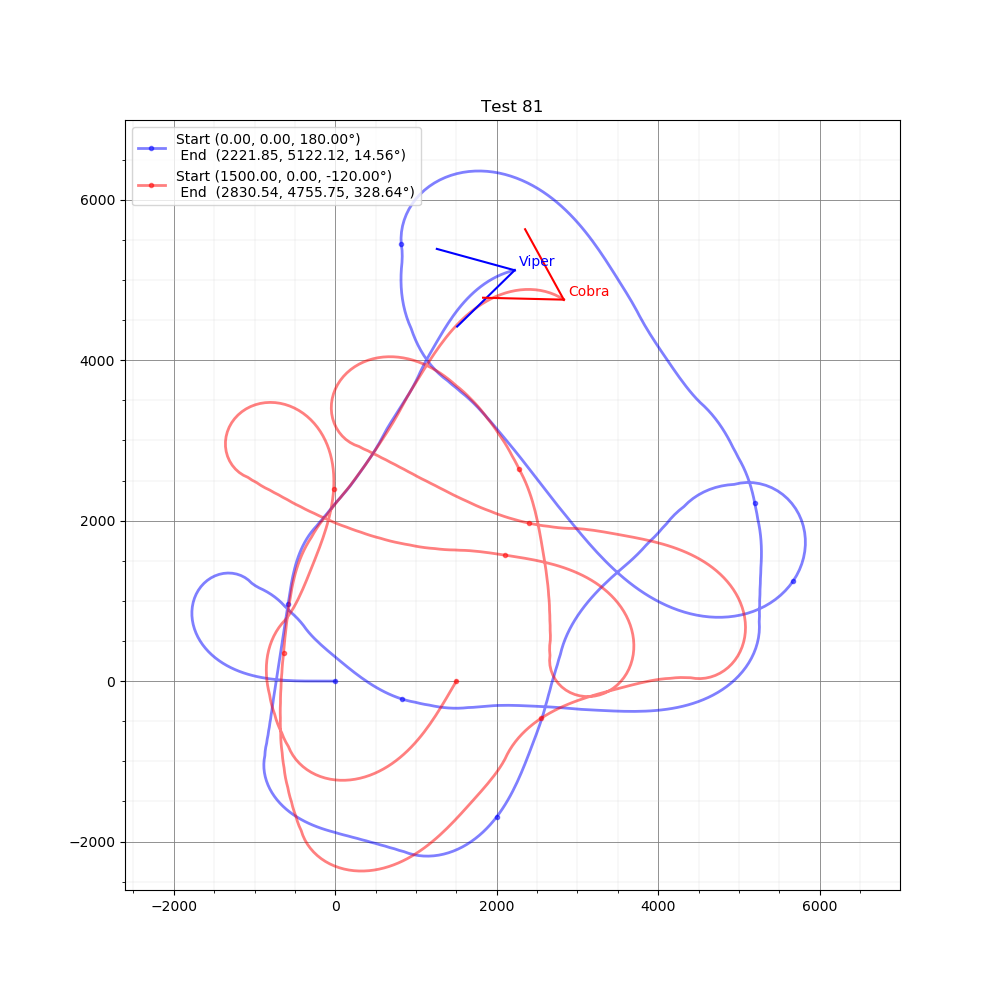 Test 81
Start (0.00, 0.00, 180.00°)
End (2221.85, 5122.12, 14.56°)
Start (1500.00, 0.00, -120.00°)
End (2830.54, 4755.75, 328.64°)
6000
4000
2000
0
−2000
Viper
Cobra
−2000
0
2000
4000
6000